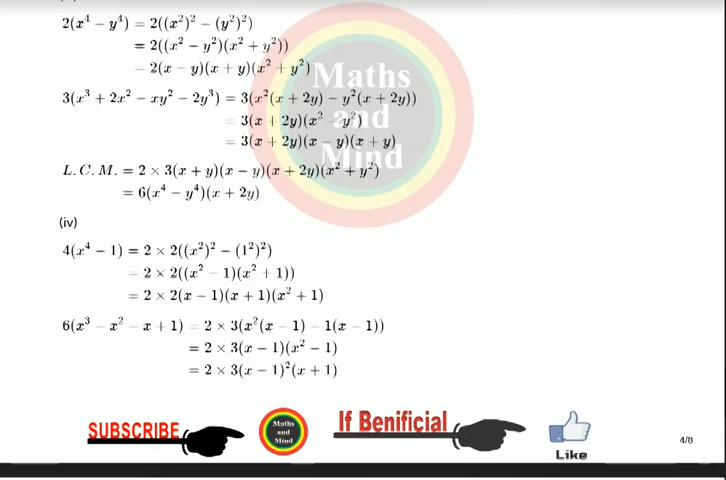 2(x⁴ − y⁴) = 2((x²)² − (y²)²)
= 2((x² − y²)(x² + y²))
= 2(x − y)(x + y)(x² + y²)
3(x³ + 2x² − xy² − 2y³) = 3(x²(x + 2y) − y²(x + 2y))
= 3(x + 2y)(x² − y²)
= 3(x + 2y)(x − y)(x + y)
L.C.M. = 2 × 3(x + y)(x − y)(x + 2y)(x² + y²)
= 6(x⁴ − y⁴)(x + 2y)
(iv)
4(x⁴ − 1) = 2 × 2((x²)² − (1²)²)
= 2 × 2((x² − 1)(x² + 1))
= 2 × 2(x − 1)(x + 1)(x² + 1)
6(x³ − x² − x + 1) = 2 × 3(x²(x − 1) − 1(x − 1))
= 2 × 3(x − 1)(x² − 1)
= 2 × 3(x − 1)²(x + 1)
Maths
and
Mind
SUBSCRIBE
Maths
and
Mind
If Benificial
Like
4/8